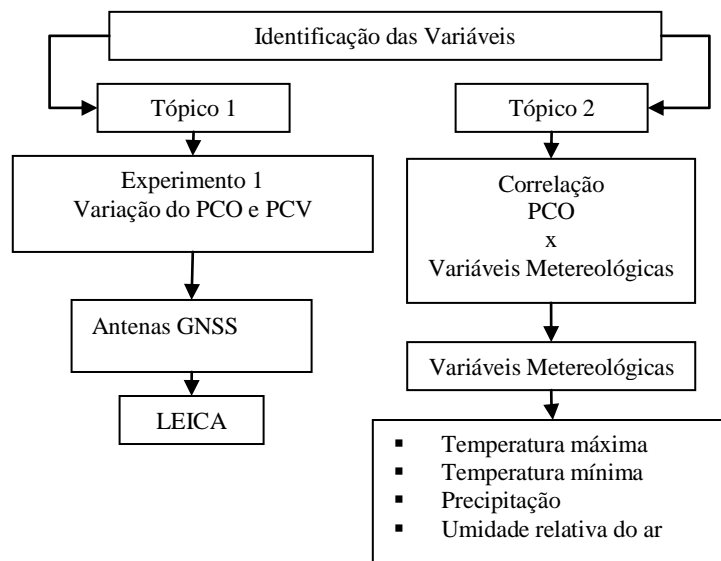 Identificação das Variáveis
Tópico 1
Tópico 2
Experimento 1
Variação do PCO e PCV
Correlação
PCO
x
Variáveis Metereológicas
Antenas GNSS
Variáveis Metereológicas
LEICA
▪ Temperatura máxima
▪ Temperatura mínima
▪ Precipitação
▪ Umidade relativa do ar